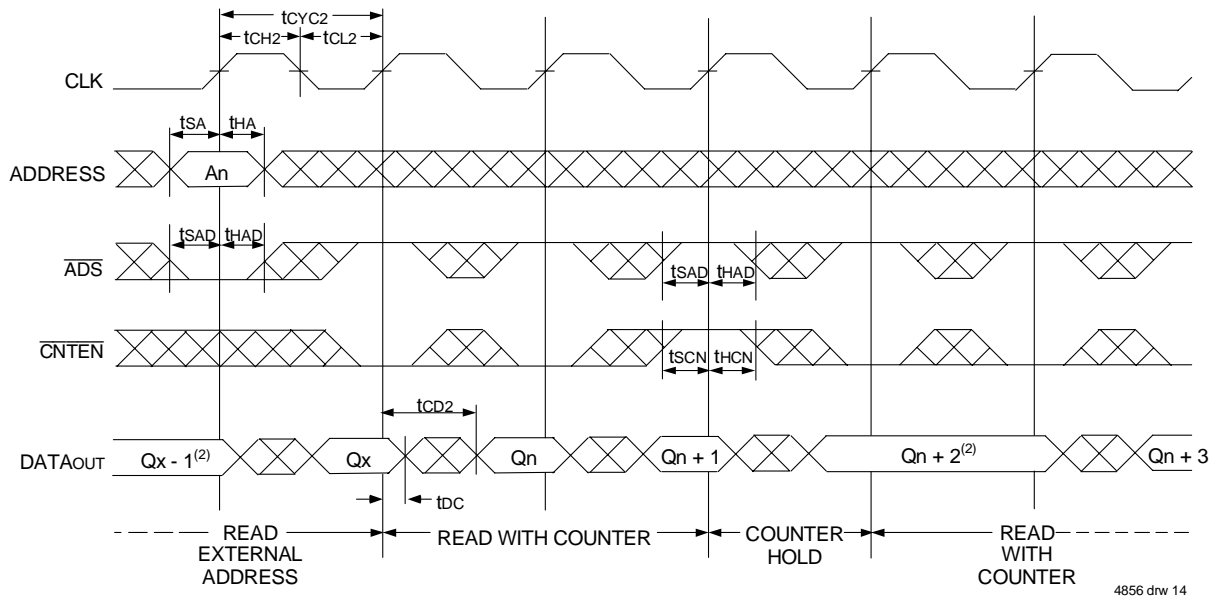 tCYC2
tCH2 tCL2
CLK
tSA tHA
ADDRESS An
tSAD tHAD
ADS
tSAD tHAD
CNTEN
tSCN tHCN
tCD2
DATAOUT Qx - 1(2) Qx Qn Qn + 1 Qn + 2(2) Qn + 3
tDC
READ EXTERNAL ADDRESS
READ WITH COUNTER
COUNTER HOLD
READ WITH COUNTER
4856 drw 14